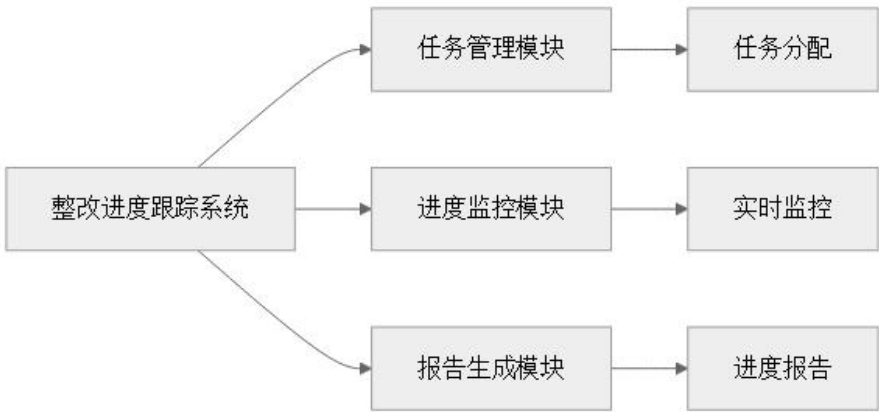 任务管理模块
任务分配
整改进度跟踪系统
进度监控模块
实时监控
报告生成模块
进度报告